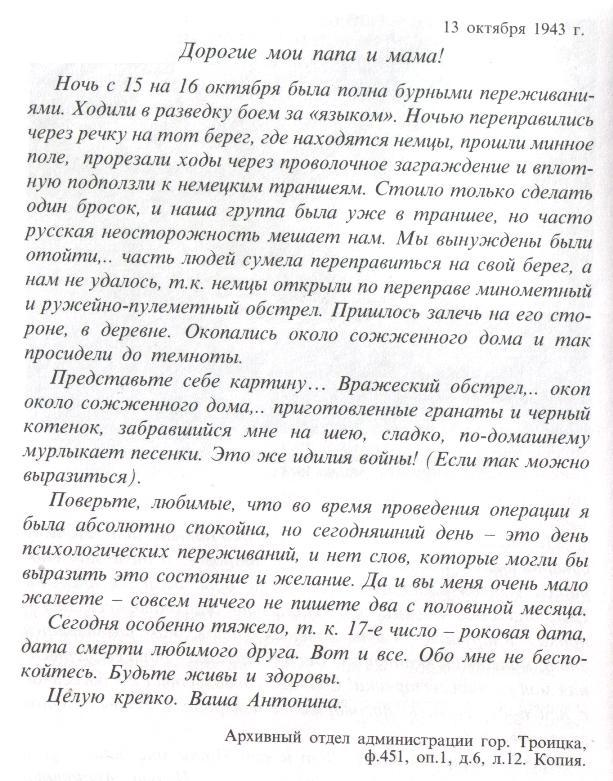 13 октября 1943 г.
Дорогие мои папа и мама!
Ночь с 15 на 16 октября была полна бурными переживани-
ями. Ходили в разведку боем за «языком». Ночью переправились
через речку на тот берег, где находятся немцы, прошли минное
поле, прорезали ходы через проволочное заграждение и вплот-
ную подползли к немецким траншеям. Стоило только сделать
один бросок, и наша группа была уже в траншее, но часто
русская неосторожность мешает нам. Мы вынуждены были
отойти,.. часть людей сумела переправиться на свой берег, а
нам не удалось, т.к. немцы открыли по переправе минометный
и ружейно-пулеметный обстрел. Пришлось залечь на его сто-
роне, в деревне. Окопались около сожженного дома и так
просидели до темноты.
Представьте себе картину... Вражеский обстрел,.. окоп
около сожженного дома,.. приготовленные гранаты и черный
котенок, забравшийся мне на шею, сладко, по-домашнему
мурлыкает песенки. Это же идилия войны! (Если так можно
выразиться).
Поверьте, любимые, что во время проведения операции я
была абсолютно спокойна, но сегодняшний день – это день
психологических переживаний, и нет слов, которые могли бы
выразить это состояние и желание. Да и вы меня очень мало
жалеете – совсем ничего не пишете два с половиной месяца.
Сегодня особенно тяжело, т. к. 17-е число – роковая дата,
дата смерти любимого друга. Вот и все. Обо мне не беспо-
койтесь. Будьте живы и здоровы.
Целую крепко. Ваша Антонина.
Архивный отдел администрации гор. Троицка,
ф.451, оп.1, д.6, л.12. Копия.